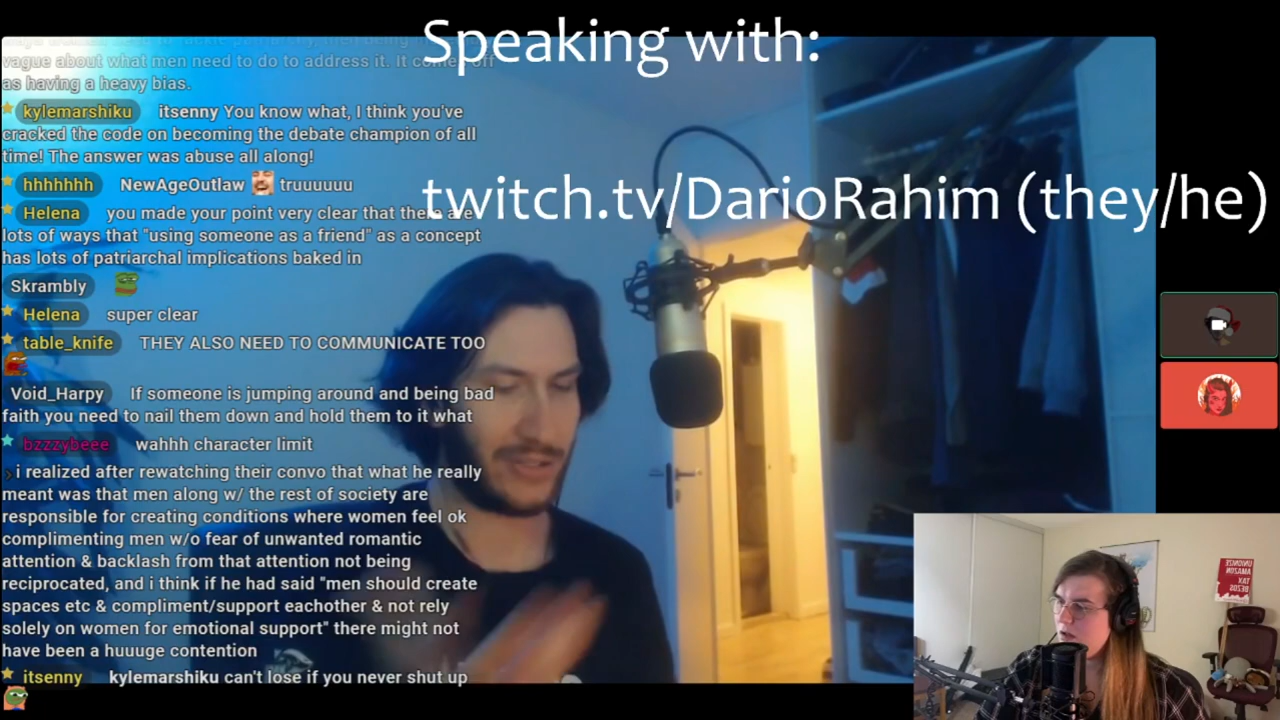 Speaking with:
twitch.tv/DarioRahim (they/he)
vague about what men need to do to address it. It come off
as having a heavy bias.
kylemarshiku itsenny You know what, I think you've
cracked the code on becoming the debate champion of all
time! The answer was abuse all along!
hhhhhhh NewAgeOutlaw truuuuuu
Helena you made your point very clear that there are
lots of ways that "using someone as a friend" as a concept
has lots of patriarchal implications baked in
Skrambly
Helena super clear
table_knife THEY ALSO NEED TO COMMUNICATE TOO
Void_Harpy If someone is jumping around and being bad
faith you need to nail them down and hold them to it what
bzzzybeee wahhh character limit
i realized after rewatching their convo that what he really
meant was that men along w/ the rest of society are
responsible for creating conditions where women feel ok
complimenting men w/o fear of unwanted romantic
attention & backlash from that attention not being
reciprocated, and i think if he had said "men should create
spaces etc & compliment/support eachother & not rely
solely on women for emotional support" there might not
have been a huuuge contention
itsenny kylemarshiku can't lose if you never shut up
UNIONIZE
AMAZON
TAX
BEZOS